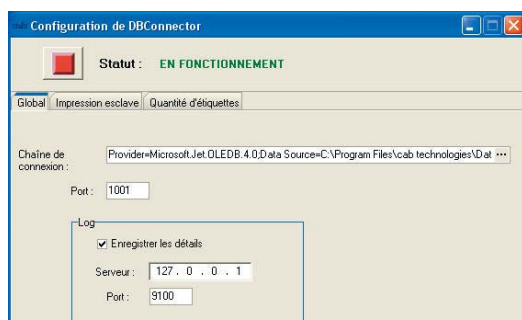 Configuration de DBConnector
Statut : EN FONCTIONNEMENT
Global Impression esclave Quantité d'étiquettes
Chaîne de connexion : Provider=Microsoft.Jet.OLEDB.4.0;Data Source=C:\Program Files\cab technologies\Dat ...
Port : 1001
Log
Enregistrer les détails
Serveur : 127 . 0 . 0 . 1
Port : 9100